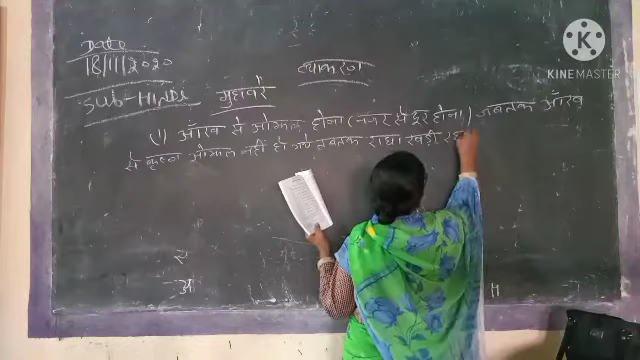 Date
18/11/2020
व्याकरण
Sub-Hindi
मुहावरें
(1) आँख से ओझल होना (नजर से दूर होना) जबतक आँख
से कृष्ण ओझल नहीं हो गये तबतक राधा खड़ी रही
र
अ
K
KINEMASTER